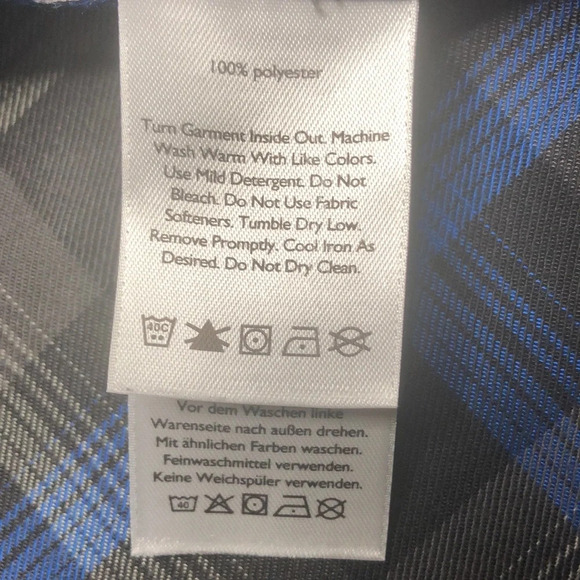 100% polyester
Turn Garment Inside Out. Machine
Wash Warm With Like Colors.
Use Mild Detergent. Do Not
Bleach. Do Not Use Fabric
Softeners. Tumble Dry Low.
Remove Promptly. Cool Iron As
Desired. Do Not Dry Clean.
40C
Vor dem Waschen linke
Warenseite nach außen drehen.
Mit ähnlichen Farben waschen.
Feinwaschmittel verwenden.
Keine Weichspüler verwenden.
40